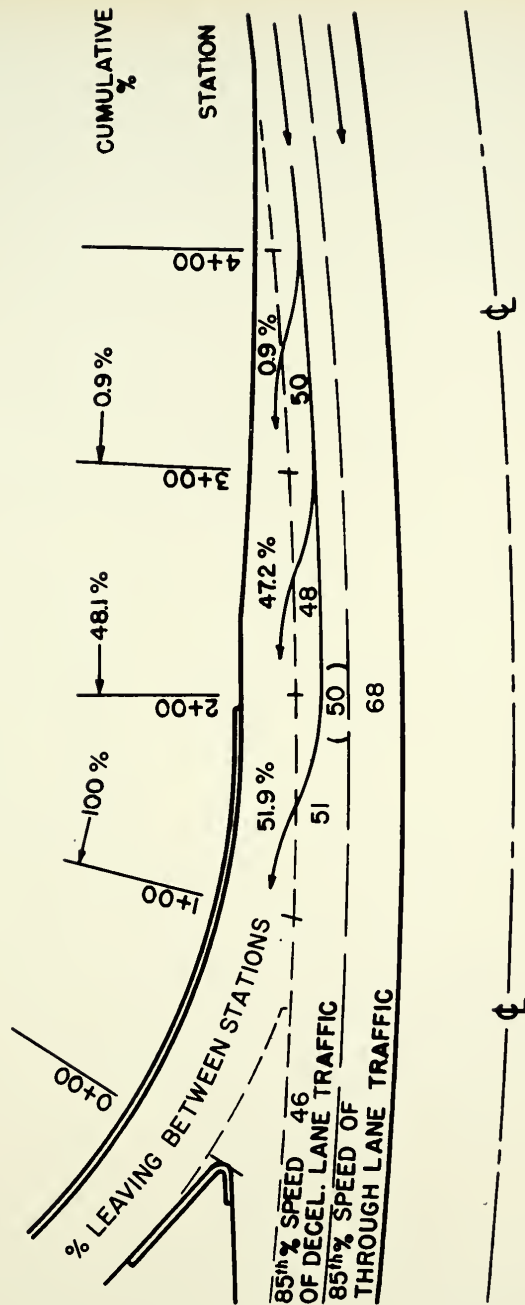 CUMULATIVE
%
STATION
100 %
48.1 %
0.9 %
0+00
1+00
2+00
3+00
4+00
% LEAVING BETWEEN STATIONS
51.9 %
47.2 %
0.9 %
51
48
50
85th % SPEED 46
OF DECEL. LANE TRAFFIC
( 50 )
85th % SPEED OF
THROUGH LANE TRAFFIC
68
℄
℄